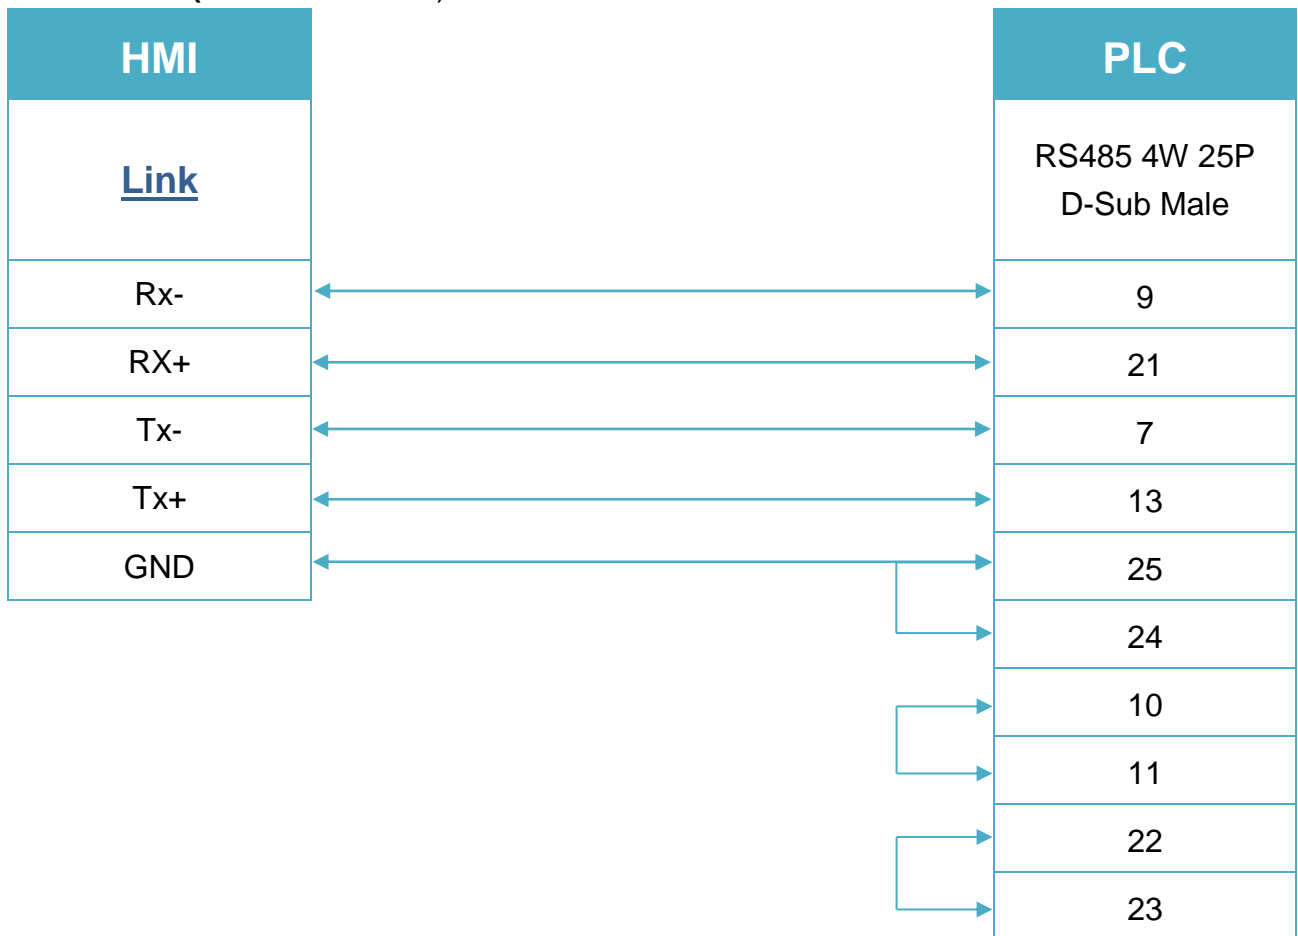 HMI
PLC
Link
RS485 4W 25P
D-Sub Male
Rx-
9
RX+
21
Tx-
7
Tx+
13
GND
25
24
10
11
22
23